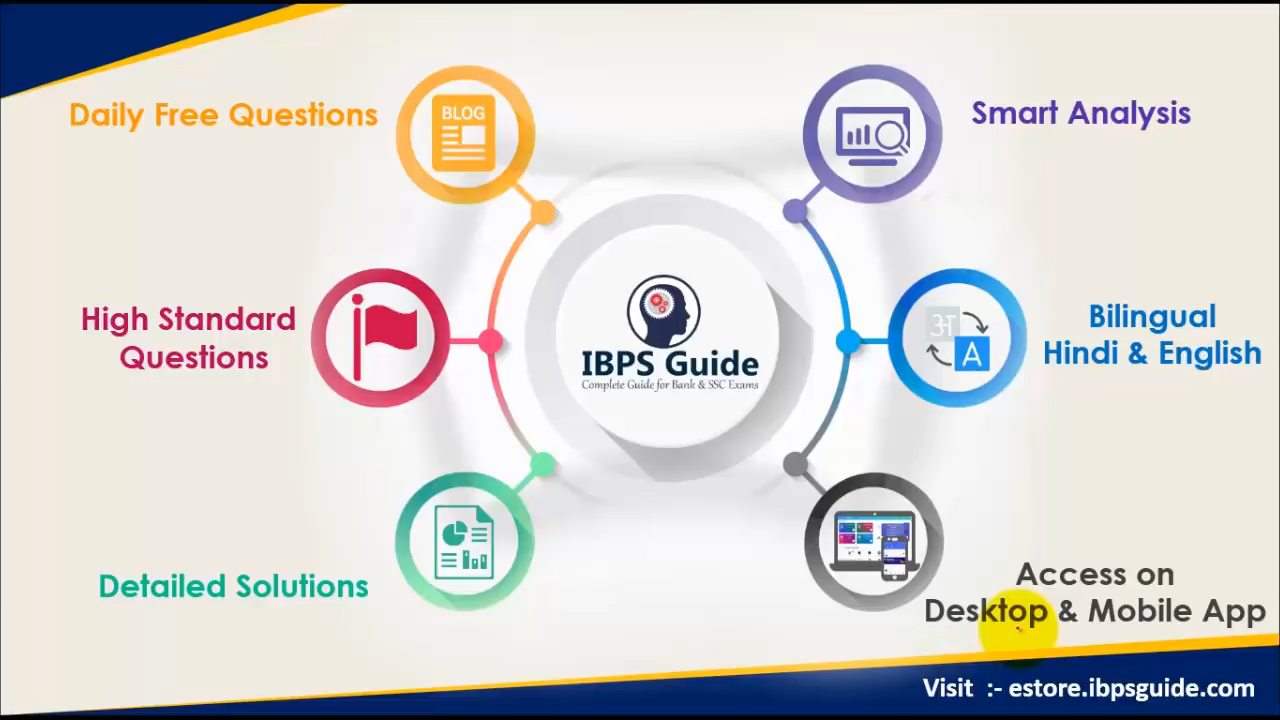 Daily Free Questions
BLOG
Smart Analysis
High Standard
Questions
IBPS Guide
Complete Guide for Bank & SSC Exams
अ
A
Bilingual
Hindi & English
Detailed Solutions
Access on
Desktop & Mobile App
Visit :- estore.ibpsguide.com